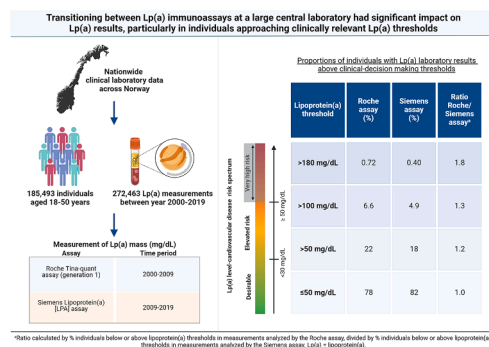 Transitioning between Lp(a) immunoassays at a large central laboratory had significant impact on
Lp(a) results, particularly in individuals approaching clinically relevant Lp(a) thresholds
Nationwide
clinical laboratory data
across Norway
185,493 individuals
aged 18-50 years
272,463 Lp(a) measurements
between year 2000-2019
Measurement of Lp(a) mass (mg/dL)
Assay
Time period
Roche Tina-quant
assay (generation 1)
2000-2009
Siemens Lipoprotein(a)
[LPA] assay
2009-2019
Lp(a) level-cardiovascular disease risk spectrum
Very high risk
Elevated risk
Desirable
≥ 50 mg/dL
<30 mg/dL
Proportions of individuals with Lp(a) laboratory results
above clinical-decision making thresholds
Lipoprotein(a)
threshold
Roche
assay
(%)
Siemens
assay
(%)
Ratio
Roche/
Siemens
assay*
>180 mg/dL 0.72 0.40 1.8
>100 mg/dL 6.6 4.9 1.3
>50 mg/dL 22 18 1.2
≤50 mg/dL 78 82 1.0
*Ratio calculated by % individuals below or above lipoprotein(a) thresholds in measurements analyzed by the Roche assay, divided by % individuals below or above lipoprotein(a)
thresholds in measurements analyzed by the Siemens assay. Lp(a) = lipoprotein(a).